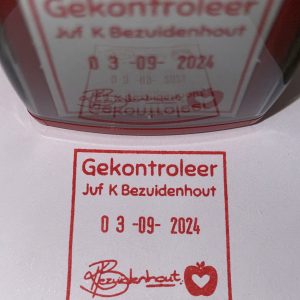 Gekontroleer
Juf K Bezuidenhout
0 3 -09- 2024
Gekontroleer
Juf K Bezuidenhout
0 3 -09- 2024
Bezuidenhout